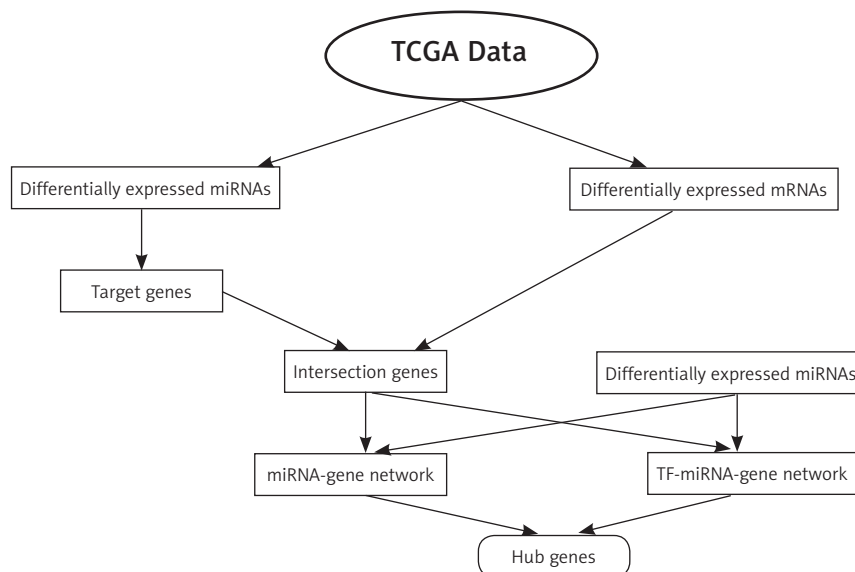 TCGA Data
Differentially expressed miRNAs
Differentially expressed mRNAs
Target genes
Intersection genes
Differentially expressed miRNAs
miRNA-gene network
TF-miRNA-gene network
Hub genes